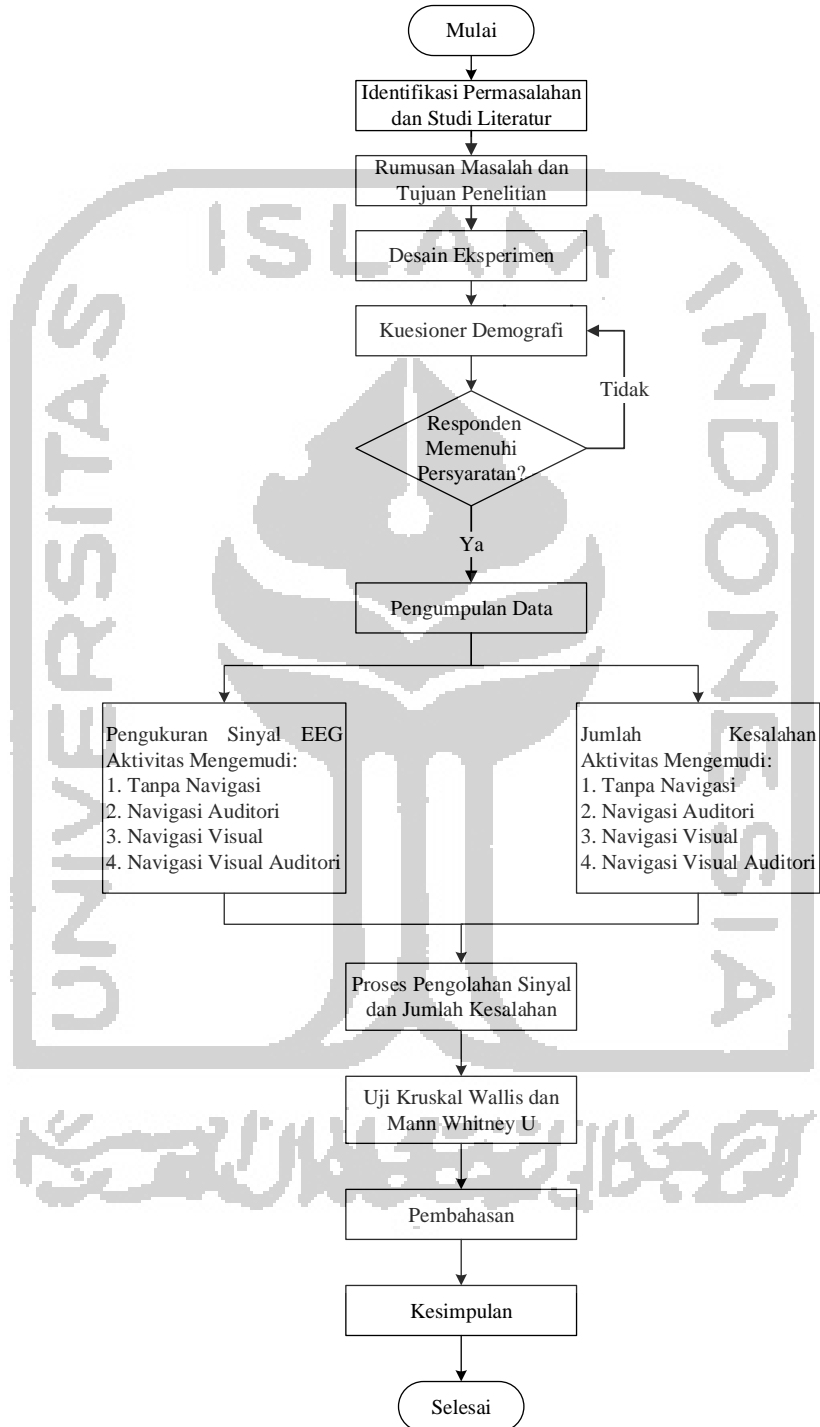 Mulai
Identifikasi Permasalahan
dan Studi Literatur
Rumusan Masalah dan
Tujuan Penelitian
Desain Eksperimen
Kuesioner Demografi
Tidak
Responden
Memenuhi
Persyaratan?
Ya
Pengumpulan Data
Pengukuran Sinyal EEG
Aktivitas Mengemudi:
1. Tanpa Navigasi
2. Navigasi Auditori
3. Navigasi Visual
4. Navigasi Visual Auditori
Jumlah Kesalahan
Aktivitas Mengemudi:
1. Tanpa Navigasi
2. Navigasi Auditori
3. Navigasi Visual
4. Navigasi Visual Auditori
Proses Pengolahan Sinyal
dan Jumlah Kesalahan
Uji Kruskal Wallis dan
Mann Whitney U
Pembahasan
Kesimpulan
Selesai
UNIVERSITAS
ISLAM
INDONESIA